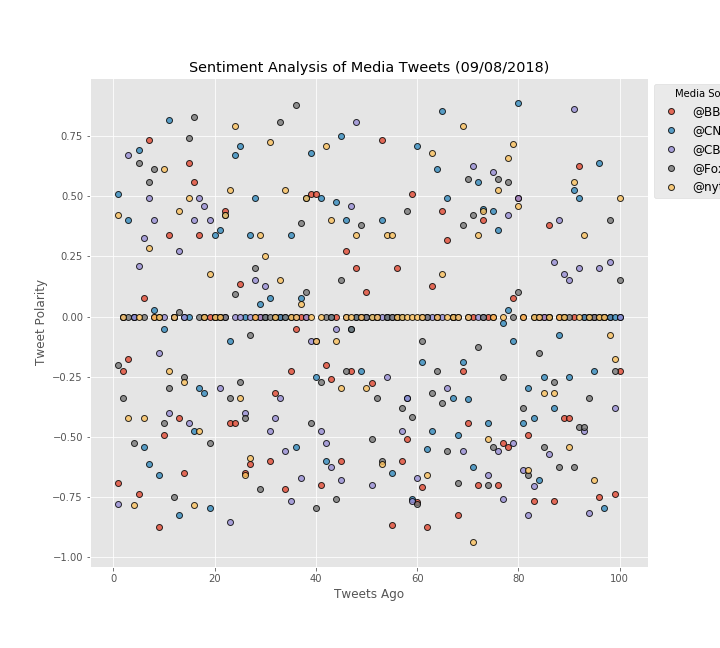 Sentiment Analysis of Media Tweets (09/08/2018)
Media So
@BB
@CN
@CB
@Fo
@ny
0.75
0.50
0.25
0.00
−0.25
−0.50
−0.75
−1.00
Tweet Polarity
0 20 40 60 80 100
Tweets Ago